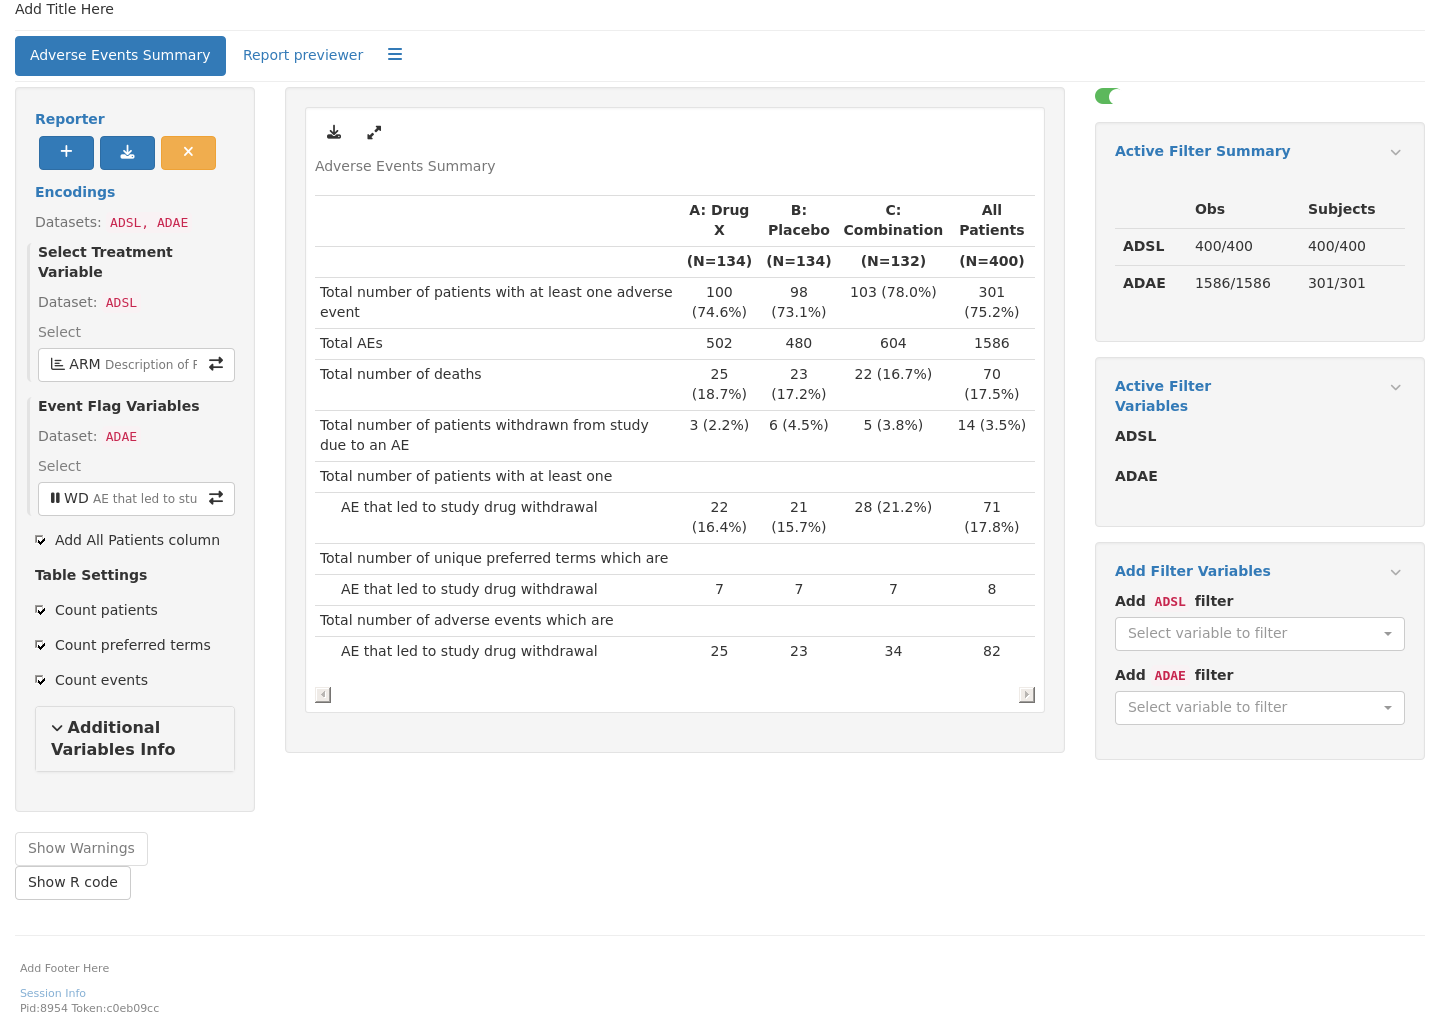 Add Title Here
Adverse Events Summary
Report previewer
Reporter
Encodings
Datasets: ADSL, ADAE
Select Treatment
Variable
Dataset: ADSL
Select
ARM Description of
Event Flag Variables
Dataset: ADAE
Select
WD AE that led to stu
Add All Patients column
Table Settings
Count patients
Count preferred terms
Count events
Additional
Variables Info
Show Warnings
Show R code
Adverse Events Summary
A: Drug X B: Placebo C: Combination All Patients
(N=134) (N=134) (N=132) (N=400)
Total number of patients with at least one adverse event 100 (74.6%) 98 (73.1%) 103 (78.0%) 301 (75.2%)
Total AEs 502 480 604 1586
Total number of deaths 25 (18.7%) 23 (17.2%) 22 (16.7%) 70 (17.5%)
Total number of patients withdrawn from study due to an AE 3 (2.2%) 6 (4.5%) 5 (3.8%) 14 (3.5%)
Total number of patients with at least one
AE that led to study drug withdrawal 22 (16.4%) 21 (15.7%) 28 (21.2%) 71 (17.8%)
Total number of unique preferred terms which are
AE that led to study drug withdrawal 7 7 7 8
Total number of adverse events which are
AE that led to study drug withdrawal 25 23 34 82
Active Filter Summary
Obs Subjects
ADSL 400/400 400/400
ADAE 1586/1586 301/301
Active Filter
Variables
ADSL
ADAE
Add Filter Variables
Add ADSL filter
Select variable to filter
Add ADAE filter
Select variable to filter
Add Footer Here
Session Info
Pid:8954 Token:c0eb09cc